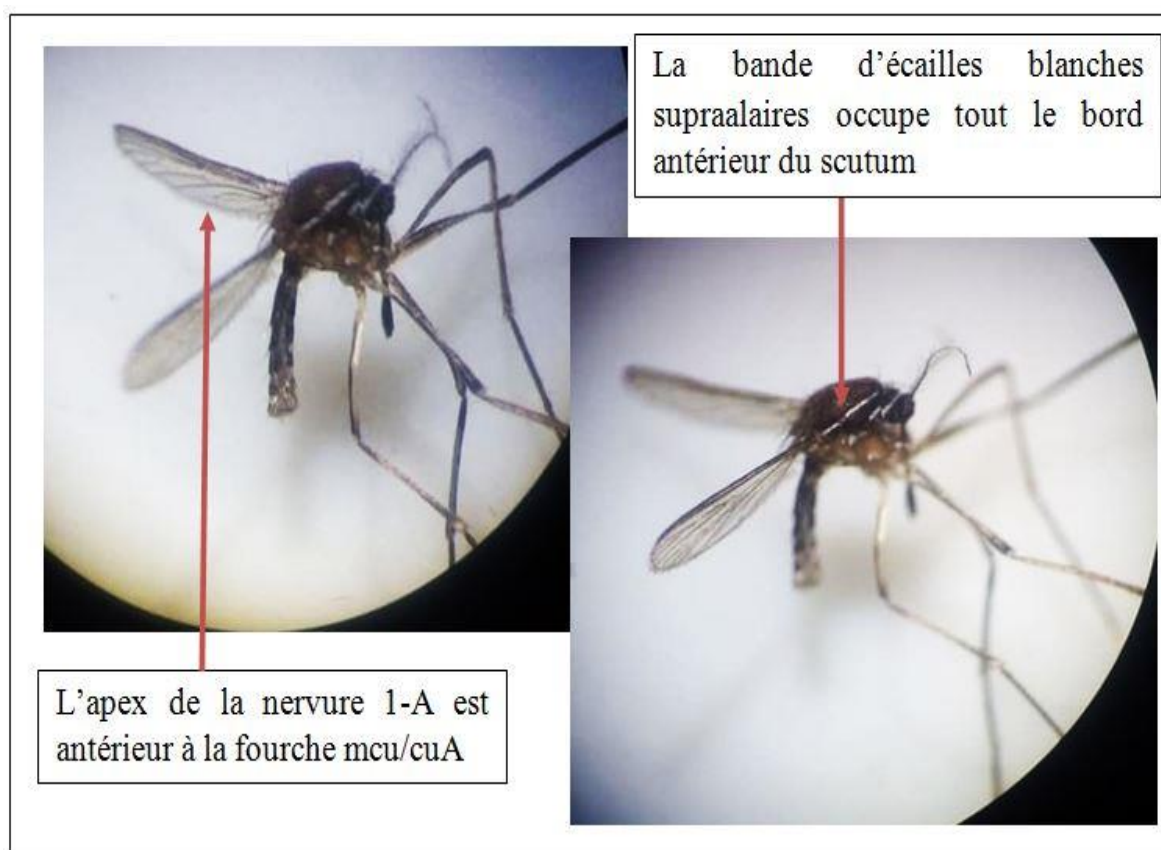 La bande d'écailles blanches
supraalaires occupe tout le bord
antérieur du scutum
L'apex de la nervure 1-A est
antérieur à la fourche mcu/cuA